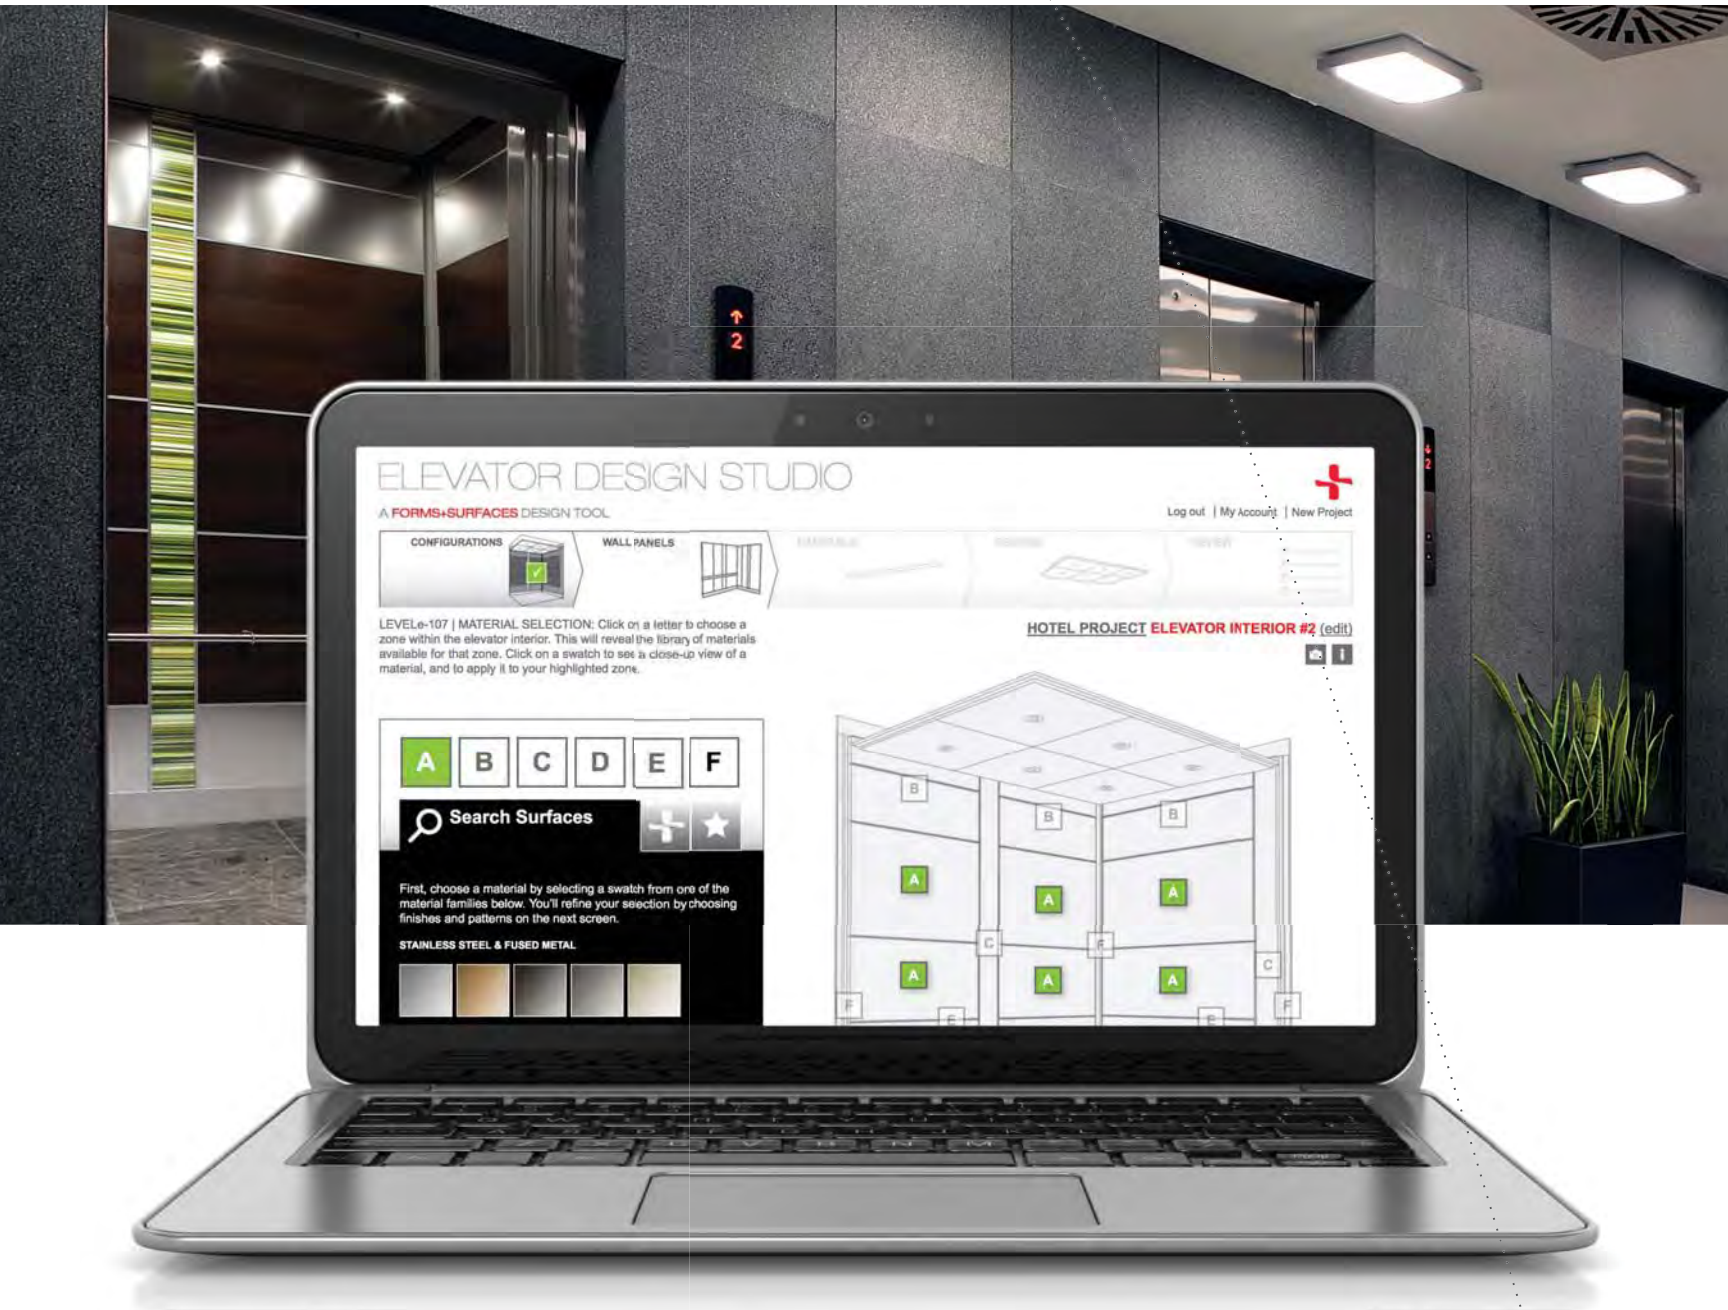 2
2
ELEVATOR DESIGN STUDIO
A FORMS+SURFACES DESIGN TOOL
Log out | My Account | New Project
CONFIGURATIONS
WALL PANELS
LEVELe-107 | MATERIAL SELECTION: Click on a letter to choose a
zone within the elevator interior. This will reveal the library of materials
available for that zone. Click on a swatch to see a close-up view of a
material, and to apply it to your highlighted zone.
HOTEL PROJECT ELEVATOR INTERIOR #2 (edit)
A B C D E F
Search Surfaces
First, choose a material by selecting a swatch from one of the
material families below. You'll refine your selection by choosing
finishes and patterns on the next screen.
STAINLESS STEEL & FUSED METAL
B
B
B
A
A
A
C
F
C
A
A
A
F
E
E
F